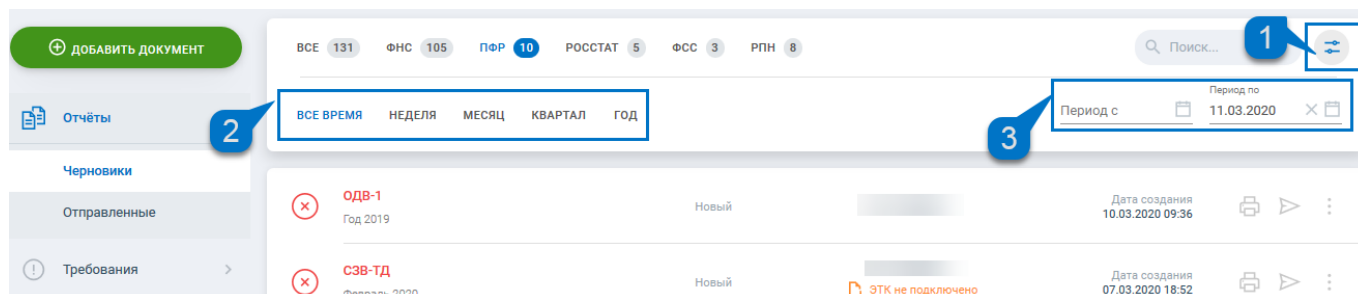 ДОБАВИТЬ ДОКУМЕНТ
ВСЕ 131 ФНС 105 ПФР 10 РОССТАТ 5 ФСС 3 РПН 8
Поиск...
1
Отчёты
2
ВСЕ ВРЕМЯ НЕДЕЛЯ МЕСЯЦ КВАРТАЛ ГОД
3
Период с
Период по
11.03.2020
Черновики
Отправленные
Требования
ОДВ-1
Год 2019
Новый
Дата создания
10.03.2020 09:36
СЗВ-ТД
Февраль 2020
Новый
ЭТК не подключено
Дата создания
07.03.2020 18:52